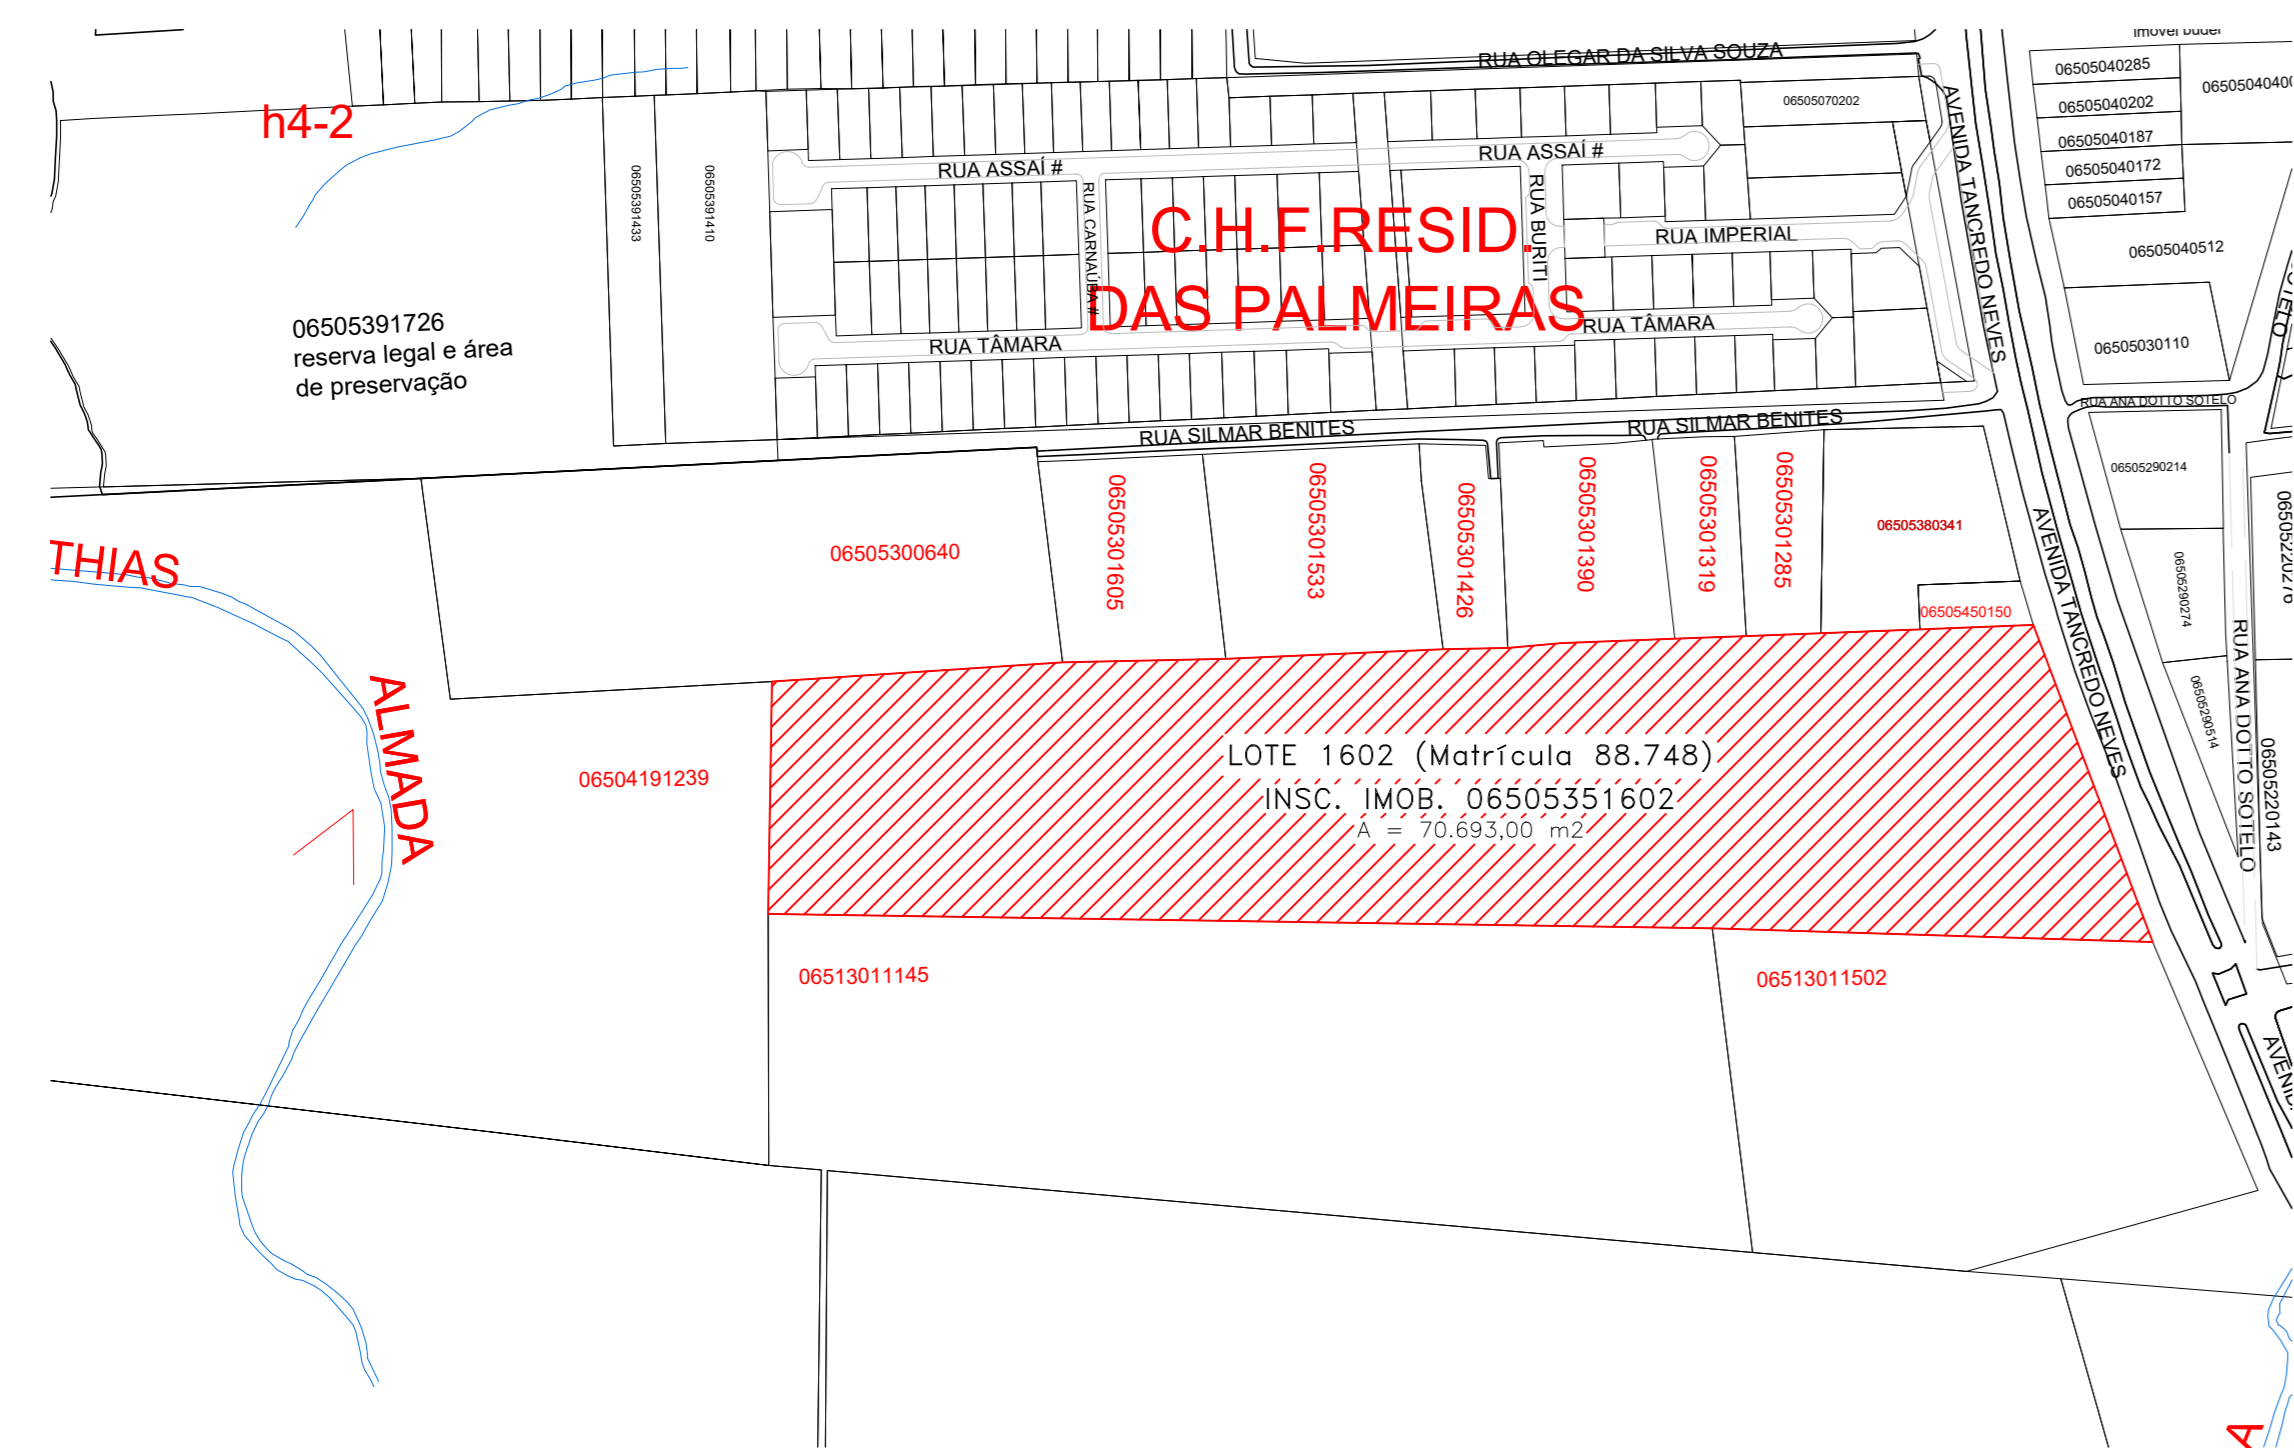 RUA OLEGAR DA SILVA SOUZA
h4-2
06505391433
06505391410
RUA ASSAÍ #
RUA ASSAÍ #
06505070202
RUA CARNAÚBA #
RUA BURITI
RUA IMPERIAL
C.H.F.RESID.
DAS PALMEIRAS
RUA TÂMARA
RUA TÂMARA
AVENIDA TANCREDO NEVES
06505040285
06505040202
06505040187
06505040172
06505040157
06505040512
06505030110
RUA ANA DOTTO SOTELO
06505391726
reserva legal e área
de preservação
RUA SILMAR BENITES
RUA SILMAR BENITES
THIAS
ALMADA
06505300640
06505301605
06505301533
06505301426
06505301390
06505301319
06505301285
06505380341
06505450150
AVENIDA TANCREDO NEVES
06505290214
06505290274
06505290514
RUA ANA DOTTO SOTELO
06505220276
06505220143
06504191239
LOTE 1602 (Matrícula 88.748)
INSC. IMOB. 06505351602
A = 70.693,00 m2
06513011145
06513011502
A